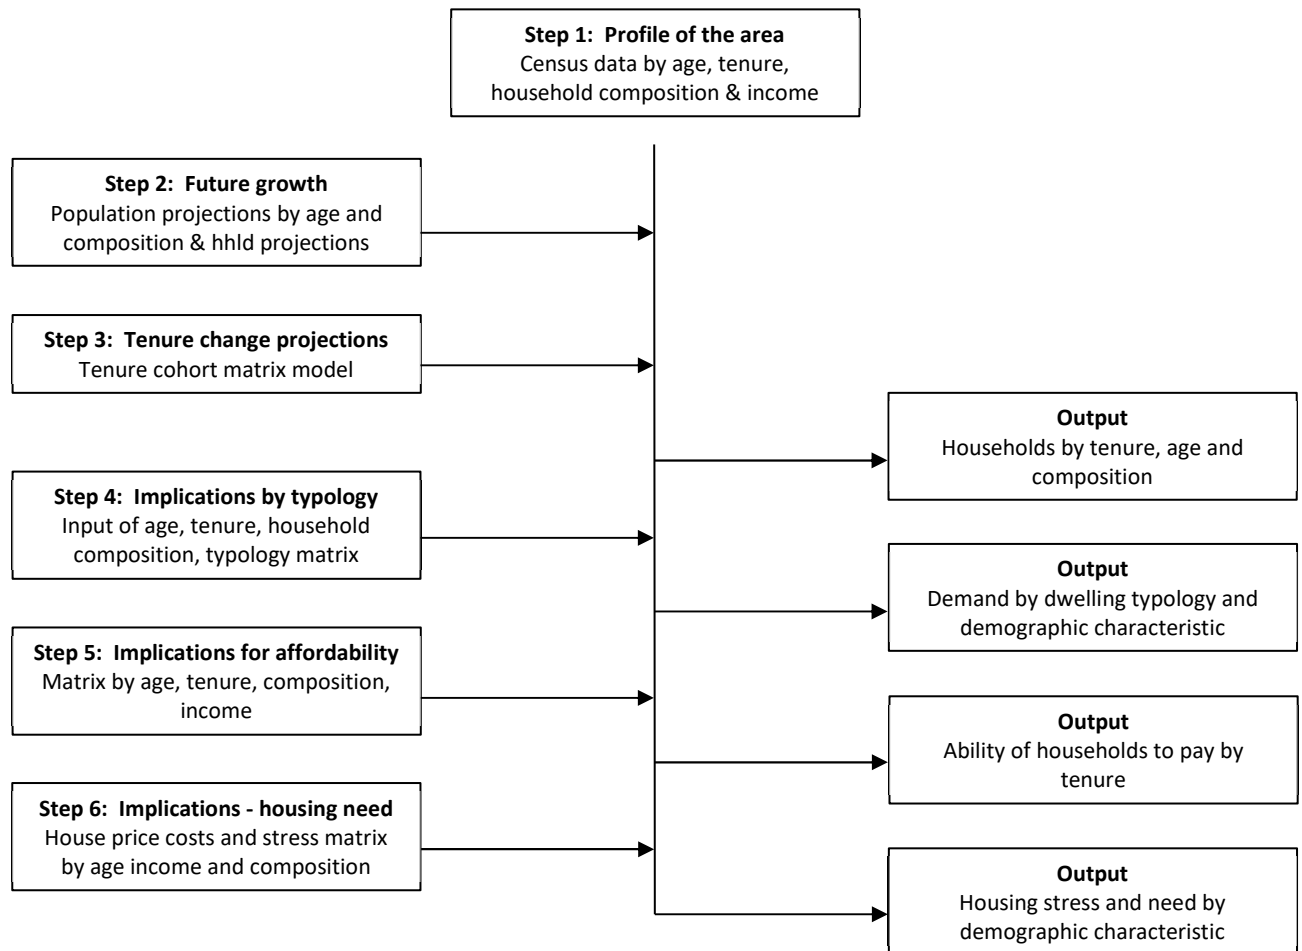 Step 1:  Profile of the area
Census data by age, tenure,
household composition & income
Step 2:  Future growth
Population projections by age and
composition & hhld projections
Step 3:  Tenure change projections
Tenure cohort matrix model
Output
Households by tenure, age and
composition
Step 4:  Implications by typology
Input of age, tenure, household
composition, typology matrix
Output
Demand by dwelling typology and
demographic characteristic
Step 5:  Implications for affordability
Matrix by age, tenure, composition,
income
Output
Ability of households to pay by
tenure
Step 6:  Implications - housing need
House price costs and stress matrix
by age income and composition
Output
Housing stress and need by
demographic characteristic